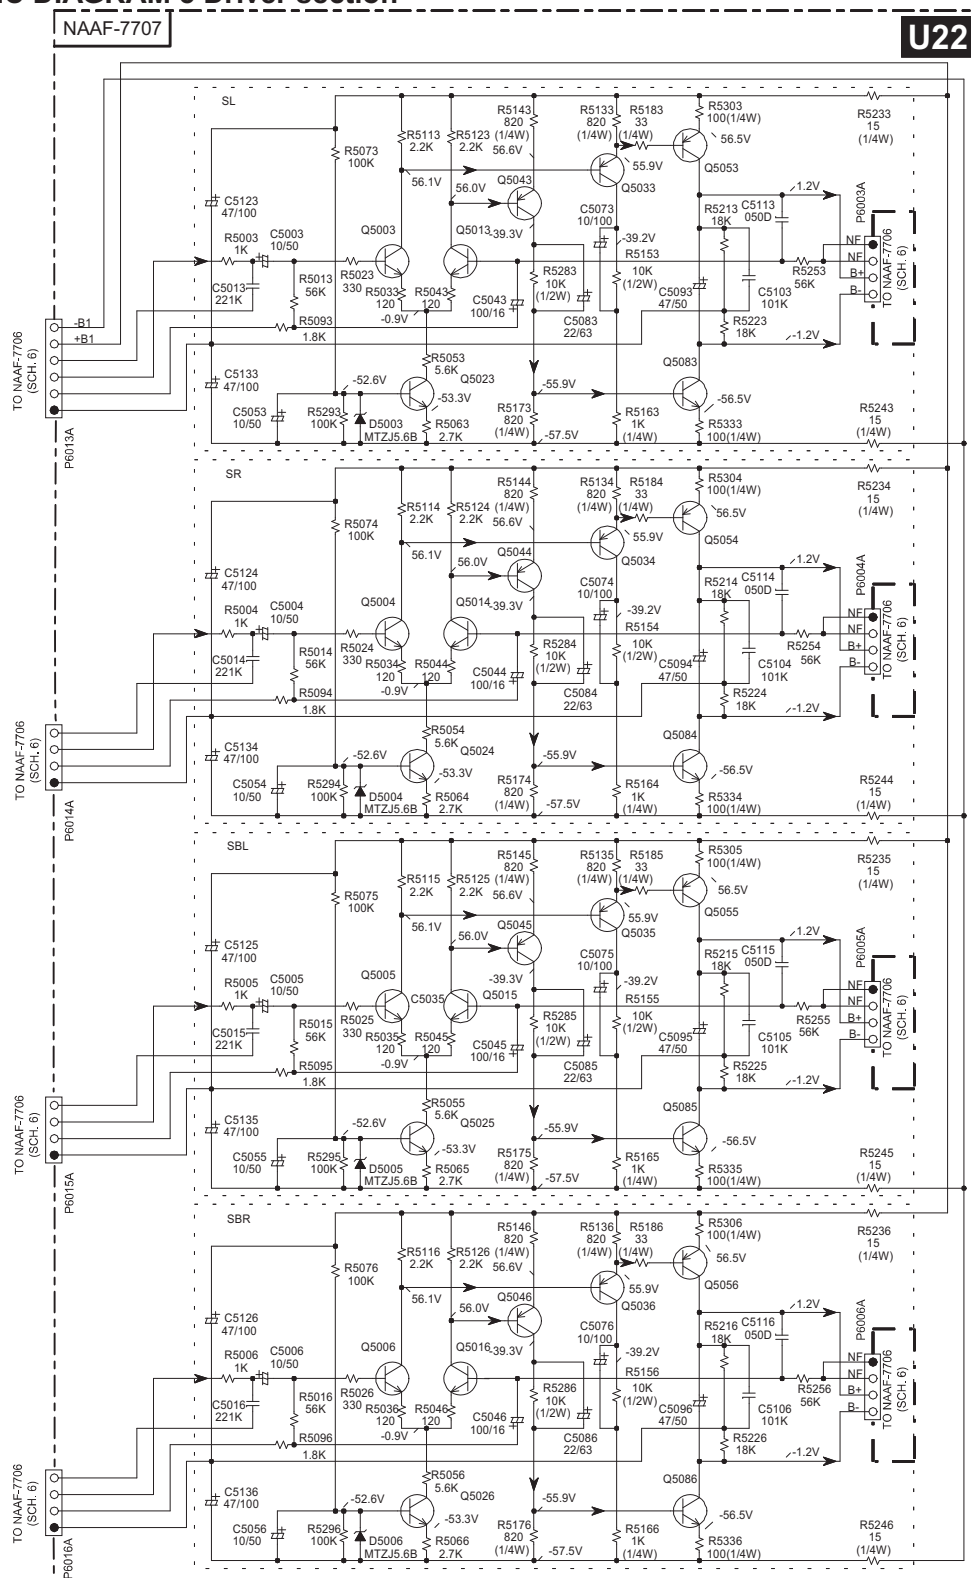 NAAF-7707
U22
SL
R5143
820
(1/4W)
56.6V
R5133
820
(1/4W)
R5183
33
(1/4W)
R5303
100(1/4W)
56.5V
Q5053
R5233
15
(1/4W)
R5073
100K
R5113
2.2K
R5123
2.2K
56.1V
56.0V
Q5043
-39.3V
55.9V
Q5033
C5073
10/100
-39.2V
R5153
10K
(1/2W)
R5213
18K
C5113
050D
1.2V
P6003A
C5123
47/100
R5003
1K
C5003
10/50
C5013
221K
R5013
56K
R5023
330
Q5003
Q5013
R5033
120
R5043
120
-0.9V
C5043
100/16
R5283
10K
(1/2W)
C5083
22/63
C5093
47/50
C5103
101K
R5223
18K
R5253
56K
NF
NF
B+
B-
TO NAAF-7706
(SCH. 6)
-1.2V
-B1
+B1
TO NAAF-7706
(SCH. 6)
P6013A
R5093
1.8K
C5133
47/100
C5053
10/50
R5293
100K
-52.6V
D5003
MTZJ5.6B
R5053
5.6K
Q5023
-53.3V
R5063
2.7K
R5173
820
(1/4W)
-55.9V
-57.5V
R5163
1K
(1/4W)
Q5083
-56.5V
R5333
100(1/4W)
R5243
15
(1/4W)
SR
R5144
820
(1/4W)
56.6V
R5134
820
(1/4W)
R5184
33
(1/4W)
R5304
100(1/4W)
56.5V
Q5054
R5234
15
(1/4W)
R5074
100K
R5114
2.2K
R5124
2.2K
56.1V
56.0V
Q5044
-39.3V
55.9V
Q5034
C5074
10/100
-39.2V
R5154
10K
(1/2W)
R5214
18K
C5114
050D
1.2V
P6004A
C5124
47/100
R5004
1K
C5004
10/50
C5014
221K
R5014
56K
R5024
330
Q5004
Q5014
R5034
120
R5044
120
-0.9V
C5044
100/16
R5284
10K
(1/2W)
C5084
22/63
C5094
47/50
C5104
101K
R5224
18K
R5254
56K
NF
NF
B+
B-
TO NAAF-7706
(SCH. 6)
-1.2V
TO NAAF-7706
(SCH. 6)
P6014A
R5094
1.8K
C5134
47/100
C5054
10/50
R5294
100K
-52.6V
D5004
MTZJ5.6B
R5054
5.6K
Q5024
-53.3V
R5064
2.7K
R5174
820
(1/4W)
-55.9V
-57.5V
R5164
1K
(1/4W)
Q5084
-56.5V
R5334
100(1/4W)
R5244
15
(1/4W)
SBL
R5145
820
(1/4W)
56.6V
R5135
820
(1/4W)
R5185
33
(1/4W)
R5305
100(1/4W)
56.5V
Q5055
R5235
15
(1/4W)
R5075
100K
R5115
2.2K
R5125
2.2K
56.1V
56.0V
Q5045
-39.3V
55.9V
Q5035
C5075
10/100
-39.2V
R5155
10K
(1/2W)
R5215
18K
C5115
050D
1.2V
P6005A
C5125
47/100
R5005
1K
C5005
10/50
C5015
221K
R5015
56K
R5025
330
Q5005
C5035
Q5015
R5035
120
R5045
120
-0.9V
C5045
100/16
R5285
10K
(1/2W)
C5085
22/63
C5095
47/50
C5105
101K
R5225
18K
R5255
56K
NF
NF
B+
B-
TO NAAF-7706
(SCH. 6)
-1.2V
TO NAAF-7706
(SCH. 6)
P6015A
R5095
1.8K
C5135
47/100
C5055
10/50
R5295
100K
-52.6V
D5005
MTZJ5.6B
R5055
5.6K
Q5025
-53.3V
R5065
2.7K
R5175
820
(1/4W)
-55.9V
-57.5V
R5165
1K
(1/4W)
Q5085
-56.5V
R5335
100(1/4W)
R5245
15
(1/4W)
SBR
R5146
820
(1/4W)
56.6V
R5136
820
(1/4W)
R5186
33
(1/4W)
R5306
100(1/4W)
56.5V
Q5056
R5236
15
(1/4W)
R5076
100K
R5116
2.2K
R5126
2.2K
56.1V
56.0V
Q5046
-39.3V
55.9V
Q5036
C5076
10/100
-39.2V
R5156
10K
(1/2W)
R5216
18K
C5116
050D
1.2V
P6006A
C5126
47/100
R5006
1K
C5006
10/50
C5016
221K
R5016
56K
R5026
330
Q5006
Q5016
R5036
120
R5046
120
-0.9V
C5046
100/16
R5286
10K
(1/2W)
C5086
22/63
C5096
47/50
C5106
101K
R5226
18K
R5256
56K
NF
NF
B+
B-
TO NAAF-7706
(SCH. 6)
-1.2V
TO NAAF-7706
(SCH. 6)
P6016A
R5096
1.8K
C5136
47/100
C5056
10/50
R5296
100K
-52.6V
D5006
MTZJ5.6B
R5056
5.6K
Q5026
-53.3V
R5066
2.7K
R5176
820
(1/4W)
-55.9V
-57.5V
R5166
1K
(1/4W)
Q5086
-56.5V
R5336
100(1/4W)
R5246
15
(1/4W)